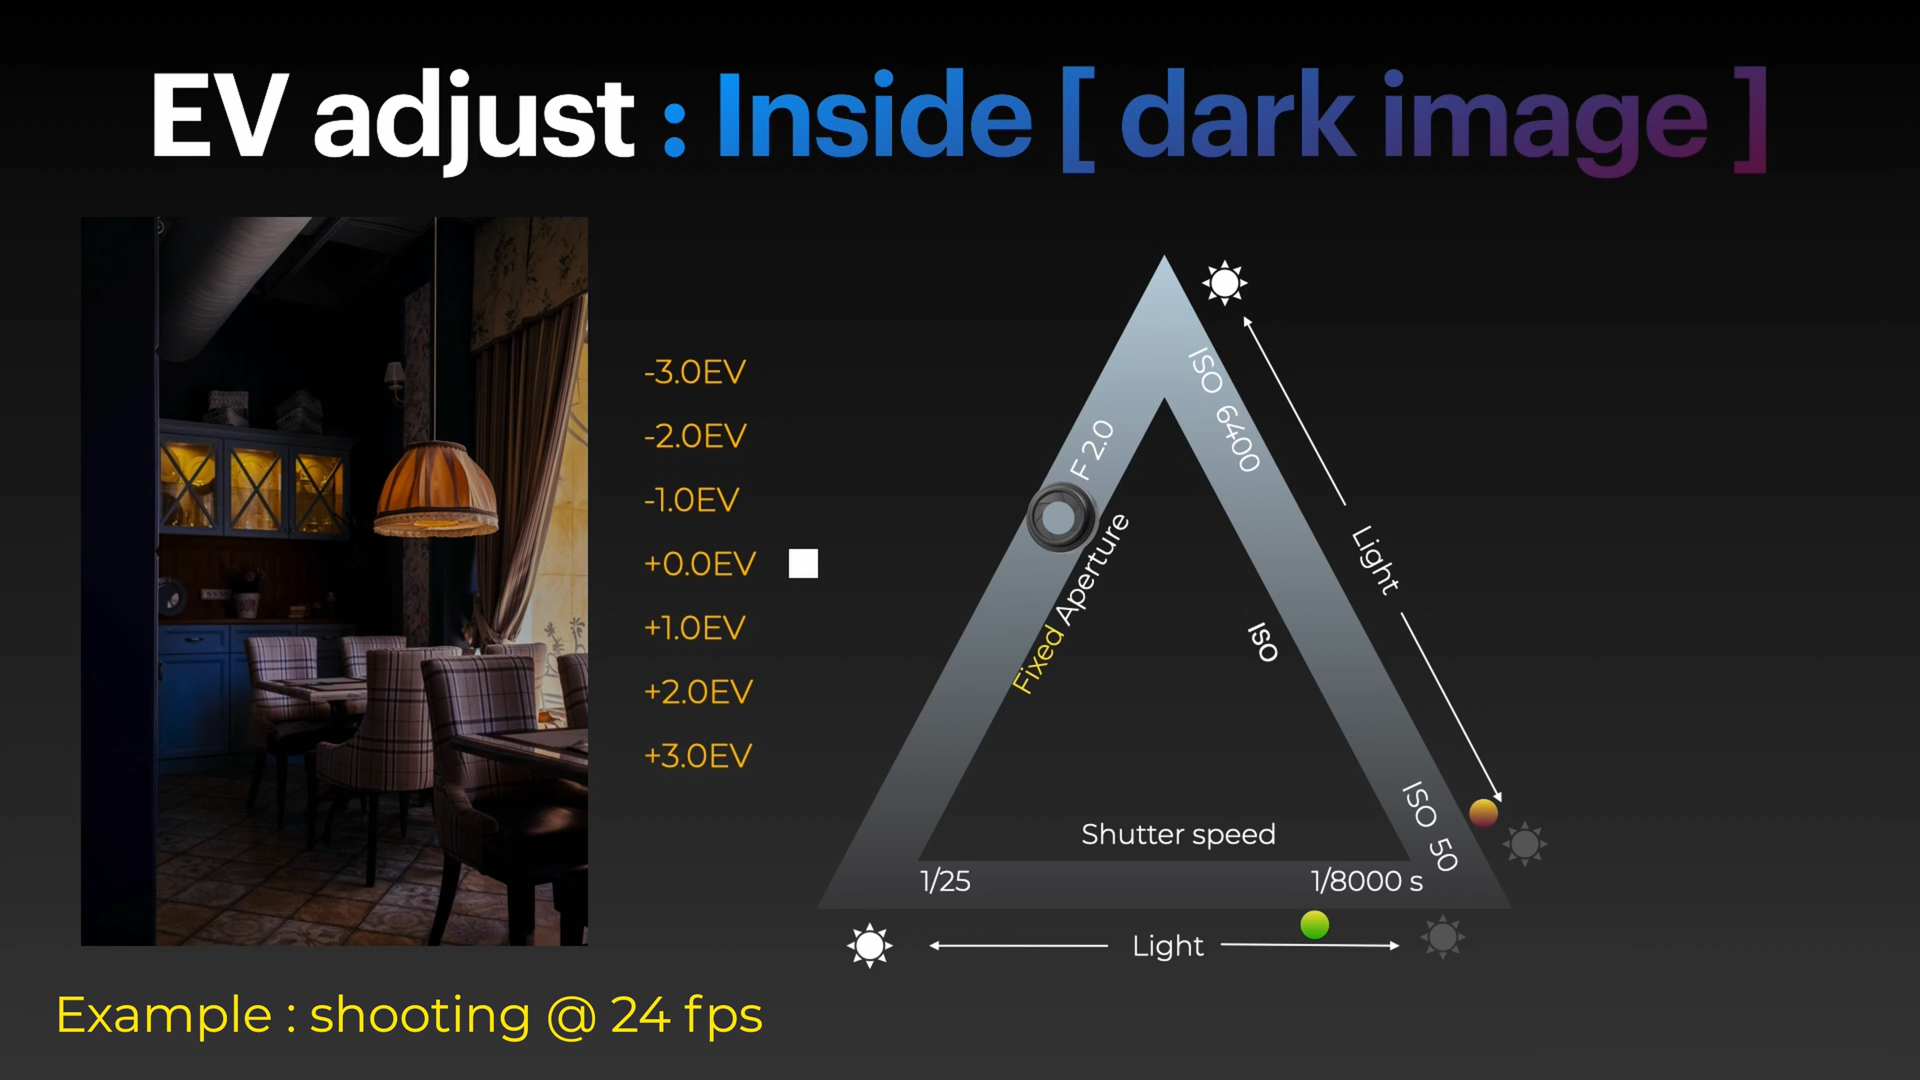 EV adjust : Inside [ dark image ]
-3.0EV
-2.0EV
-1.0EV
+0.0EV
+1.0EV
+2.0EV
+3.0EV
F 2.0
Fixed Aperture
ISO 6400
ISO
ISO 50
Light
Shutter speed
1/25
1/8000 s
Light
Example : shooting @ 24 fps